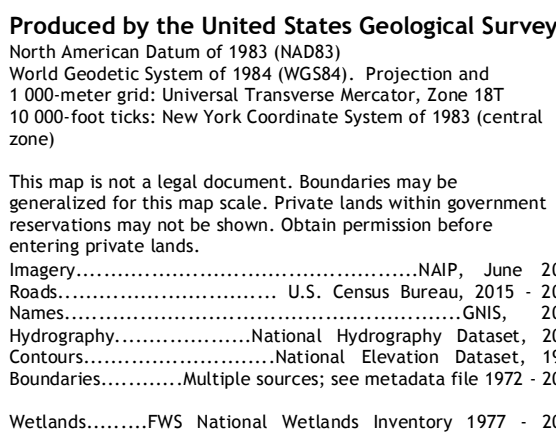 Produced by the United States Geological Survey
North American Datum of 1983 (NAD83)
World Geodetic System of 1984 (WGS84). Projection and
1 000-meter grid: Universal Transverse Mercator, Zone 18T
10 000-foot ticks: New York Coordinate System of 1983 (central
zone)
This map is not a legal document. Boundaries may be
generalized for this map scale. Private lands within government
reservations may not be shown. Obtain permission before
entering private lands.
Imagery..............................................NAIP, June
Roads............................. U.S. Census Bureau, 2015 -
Names.....................................................GNIS,
Hydrography..................National Hydrography Dataset,
Contours.........................National Elevation Dataset,
Boundaries............Multiple sources; see metadata file 1972 -
Wetlands.........FWS National Wetlands Inventory 1977 -